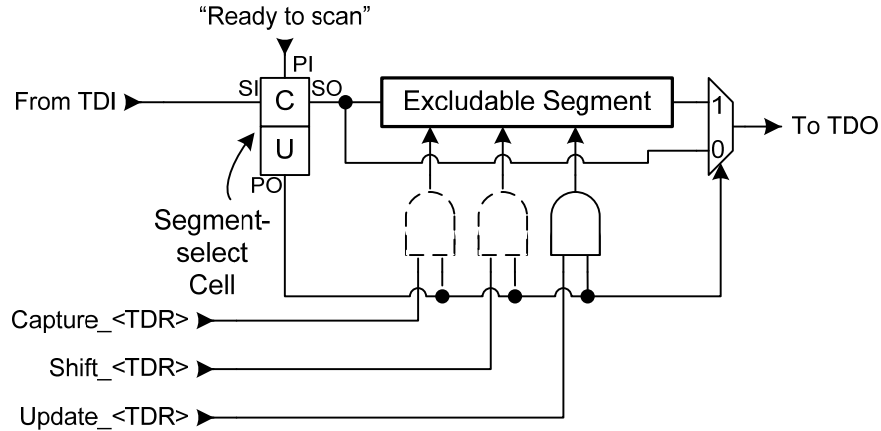 “Ready to scan”
PI
SI
SO
From TDI
C
Excludable Segment
1
To TDO
U
0
PO
Segment-
select
Cell
Capture_<TDR>
Shift_<TDR>
Update_<TDR>